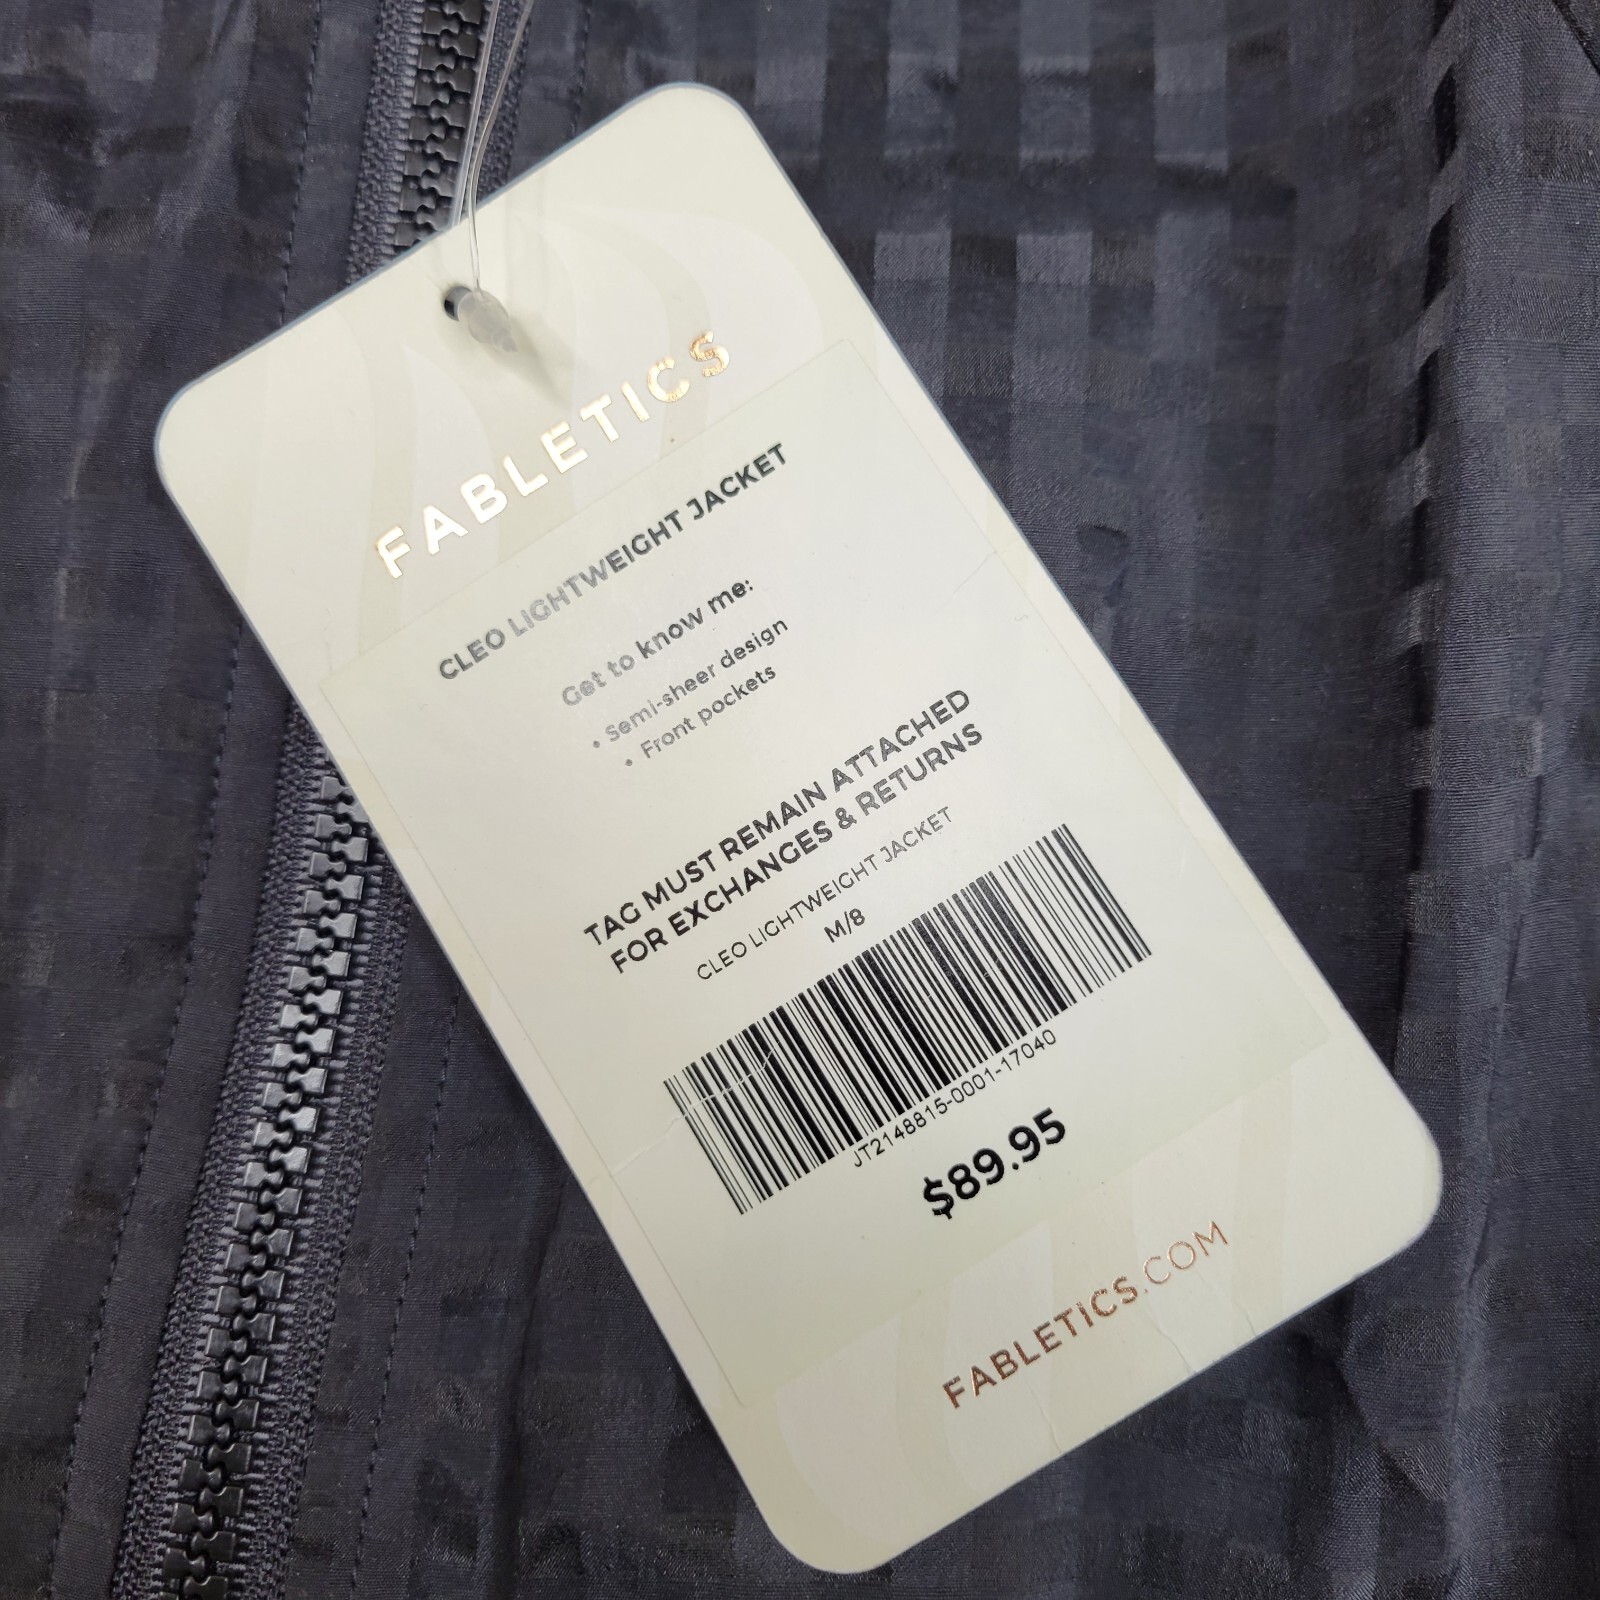 FABLETICS
CLEO LIGHTWEIGHT JACKET
Get to know me:
• Semi-sheer design
• Front pockets
TAG MUST REMAIN ATTACHED
FOR EXCHANGES & RETURNS
CLEO LIGHTWEIGHT JACKET
M/8
JT2148815-0001-17040
$89.95
FABLETICS.COM